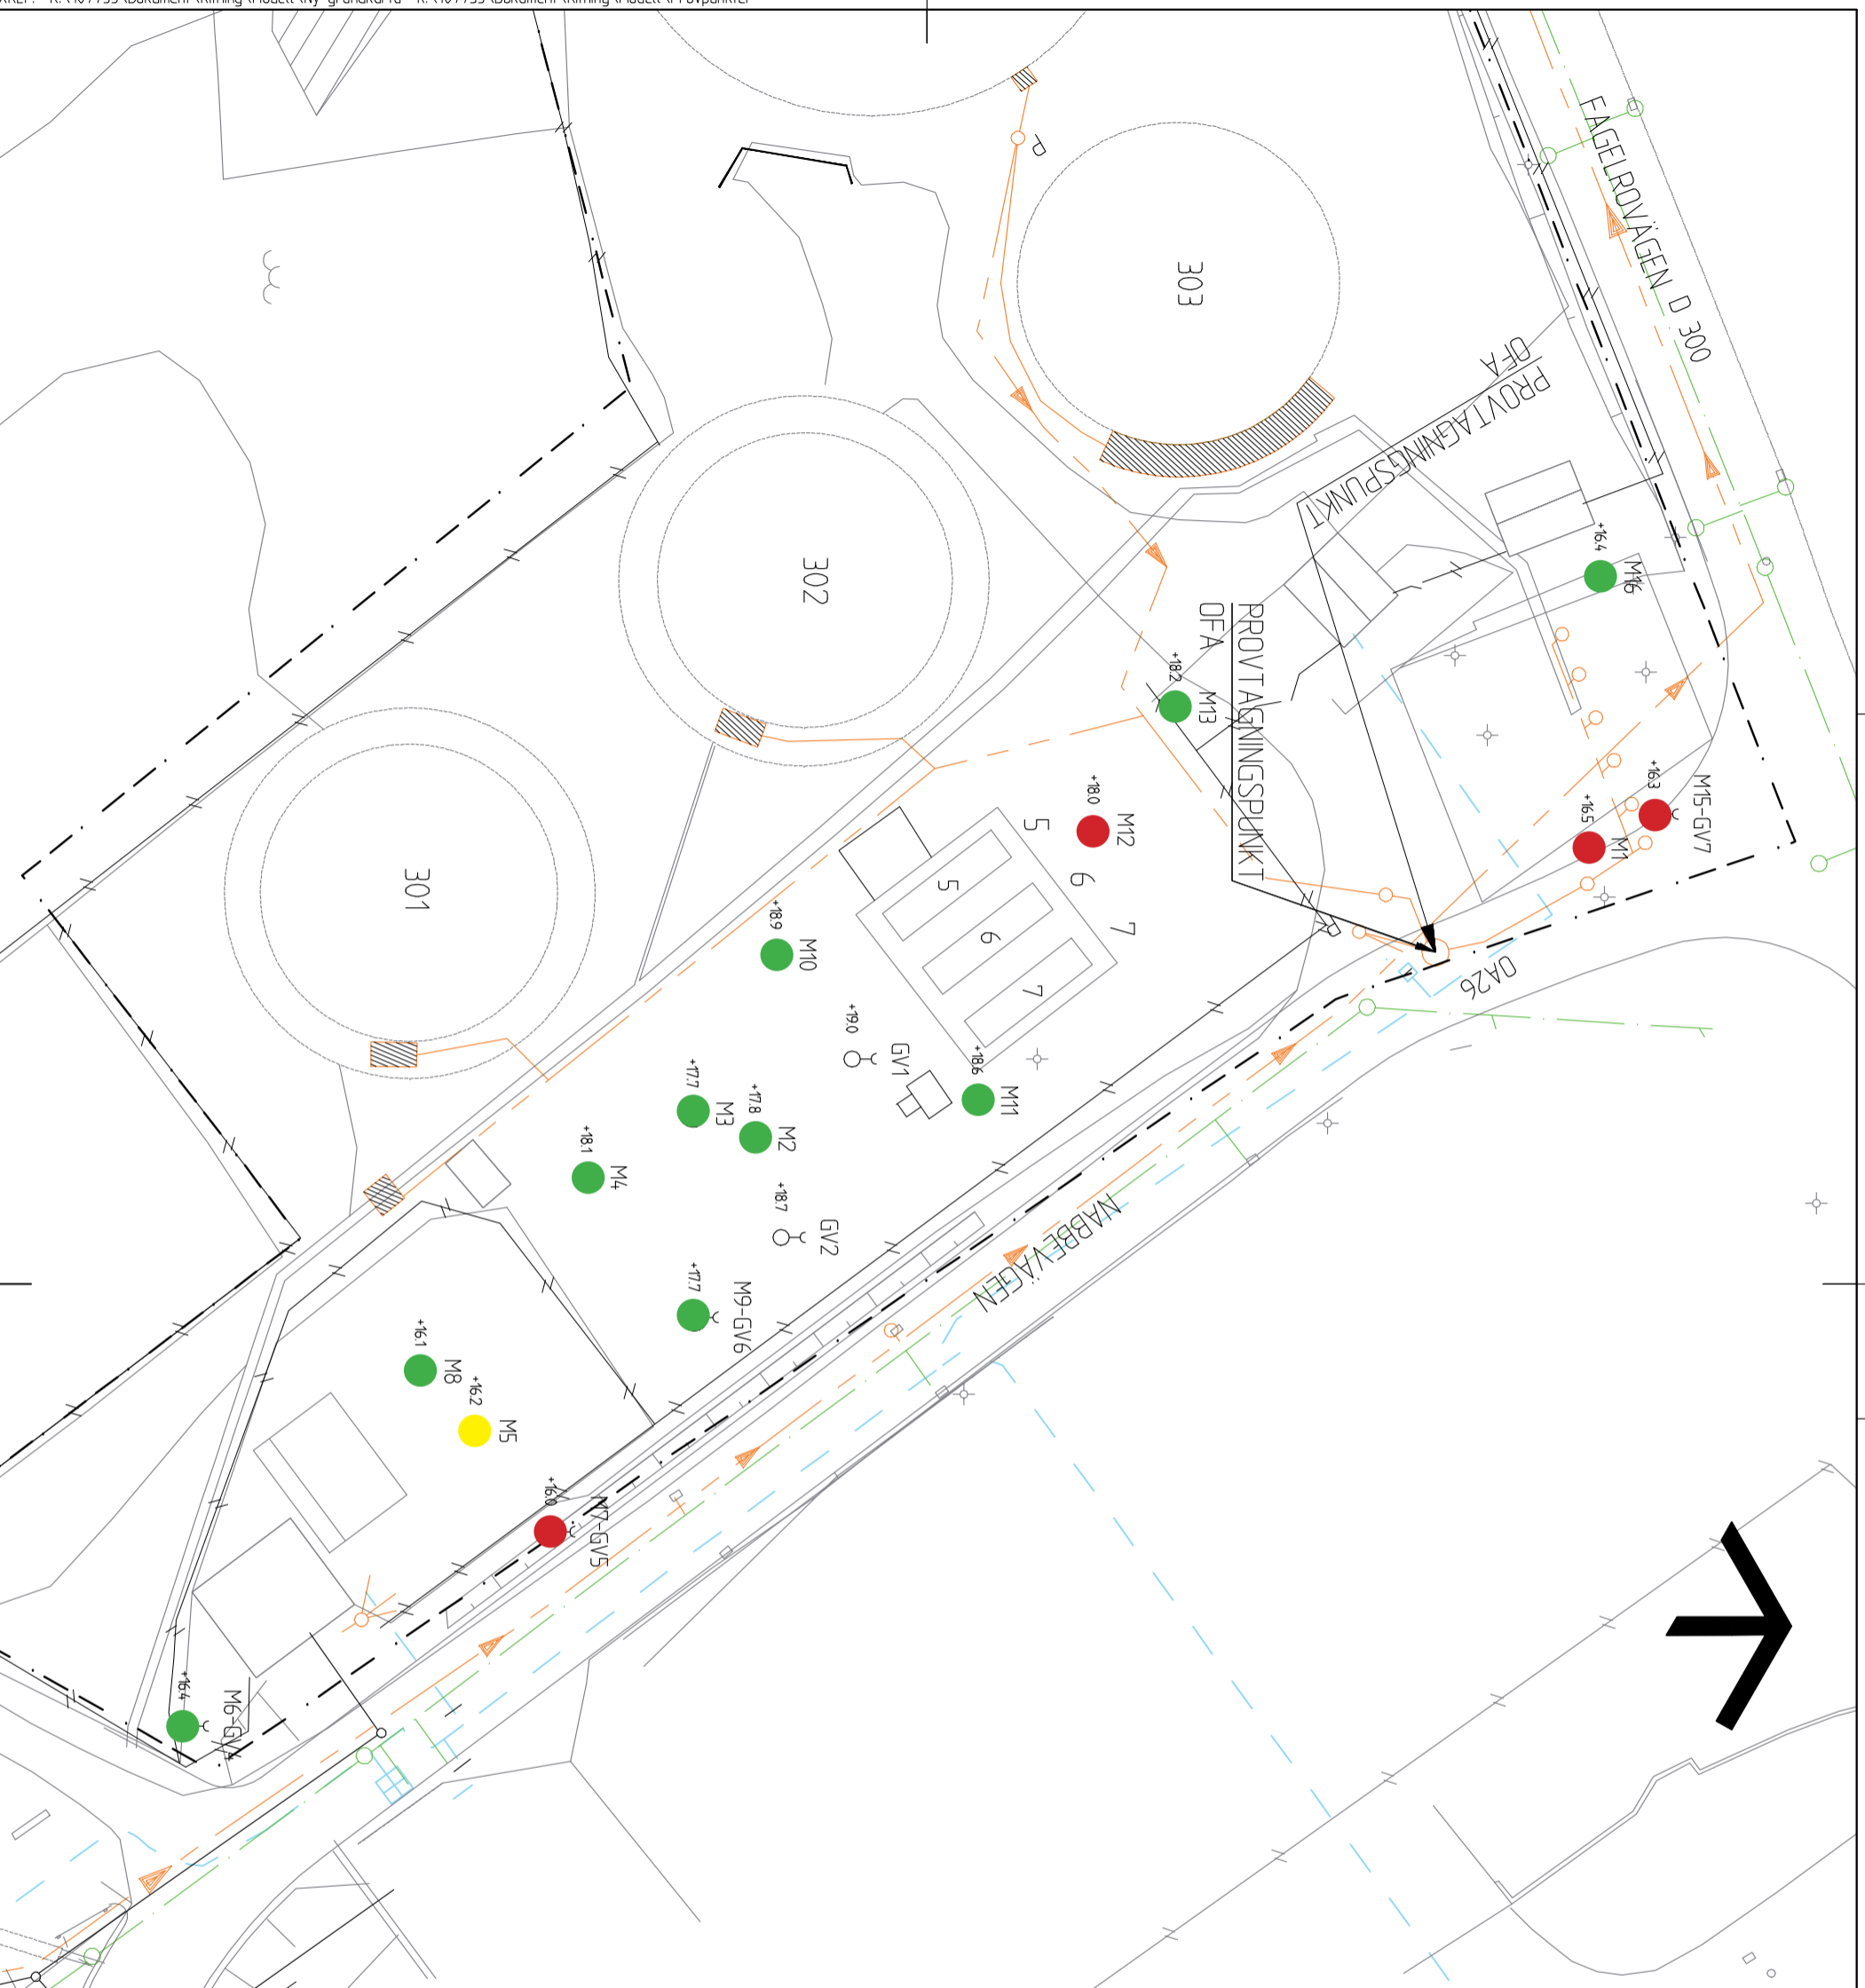 FAGELROVÄGEN D 300
P
303
PROVTAGNINGSPUNKT
OFA
302
301
PROVTAGNINGSPUNKT
OFA
+16.4
M16
+18.2
M13
+18.0
M12
+16.3
M15-GV7
+16.5
M1
5
6
7
5
6
7
+18.9
M10
OA26
+19.0
GV1
+18.6
M11
+17.7
M3
+17.8
M2
+18.1
M4
+18.7
GV2
NABBEVÄGEN
+17.7
M9-GV6
+16.1
M8
+16.2
M5
+16.0
M7-GV5
+16.4